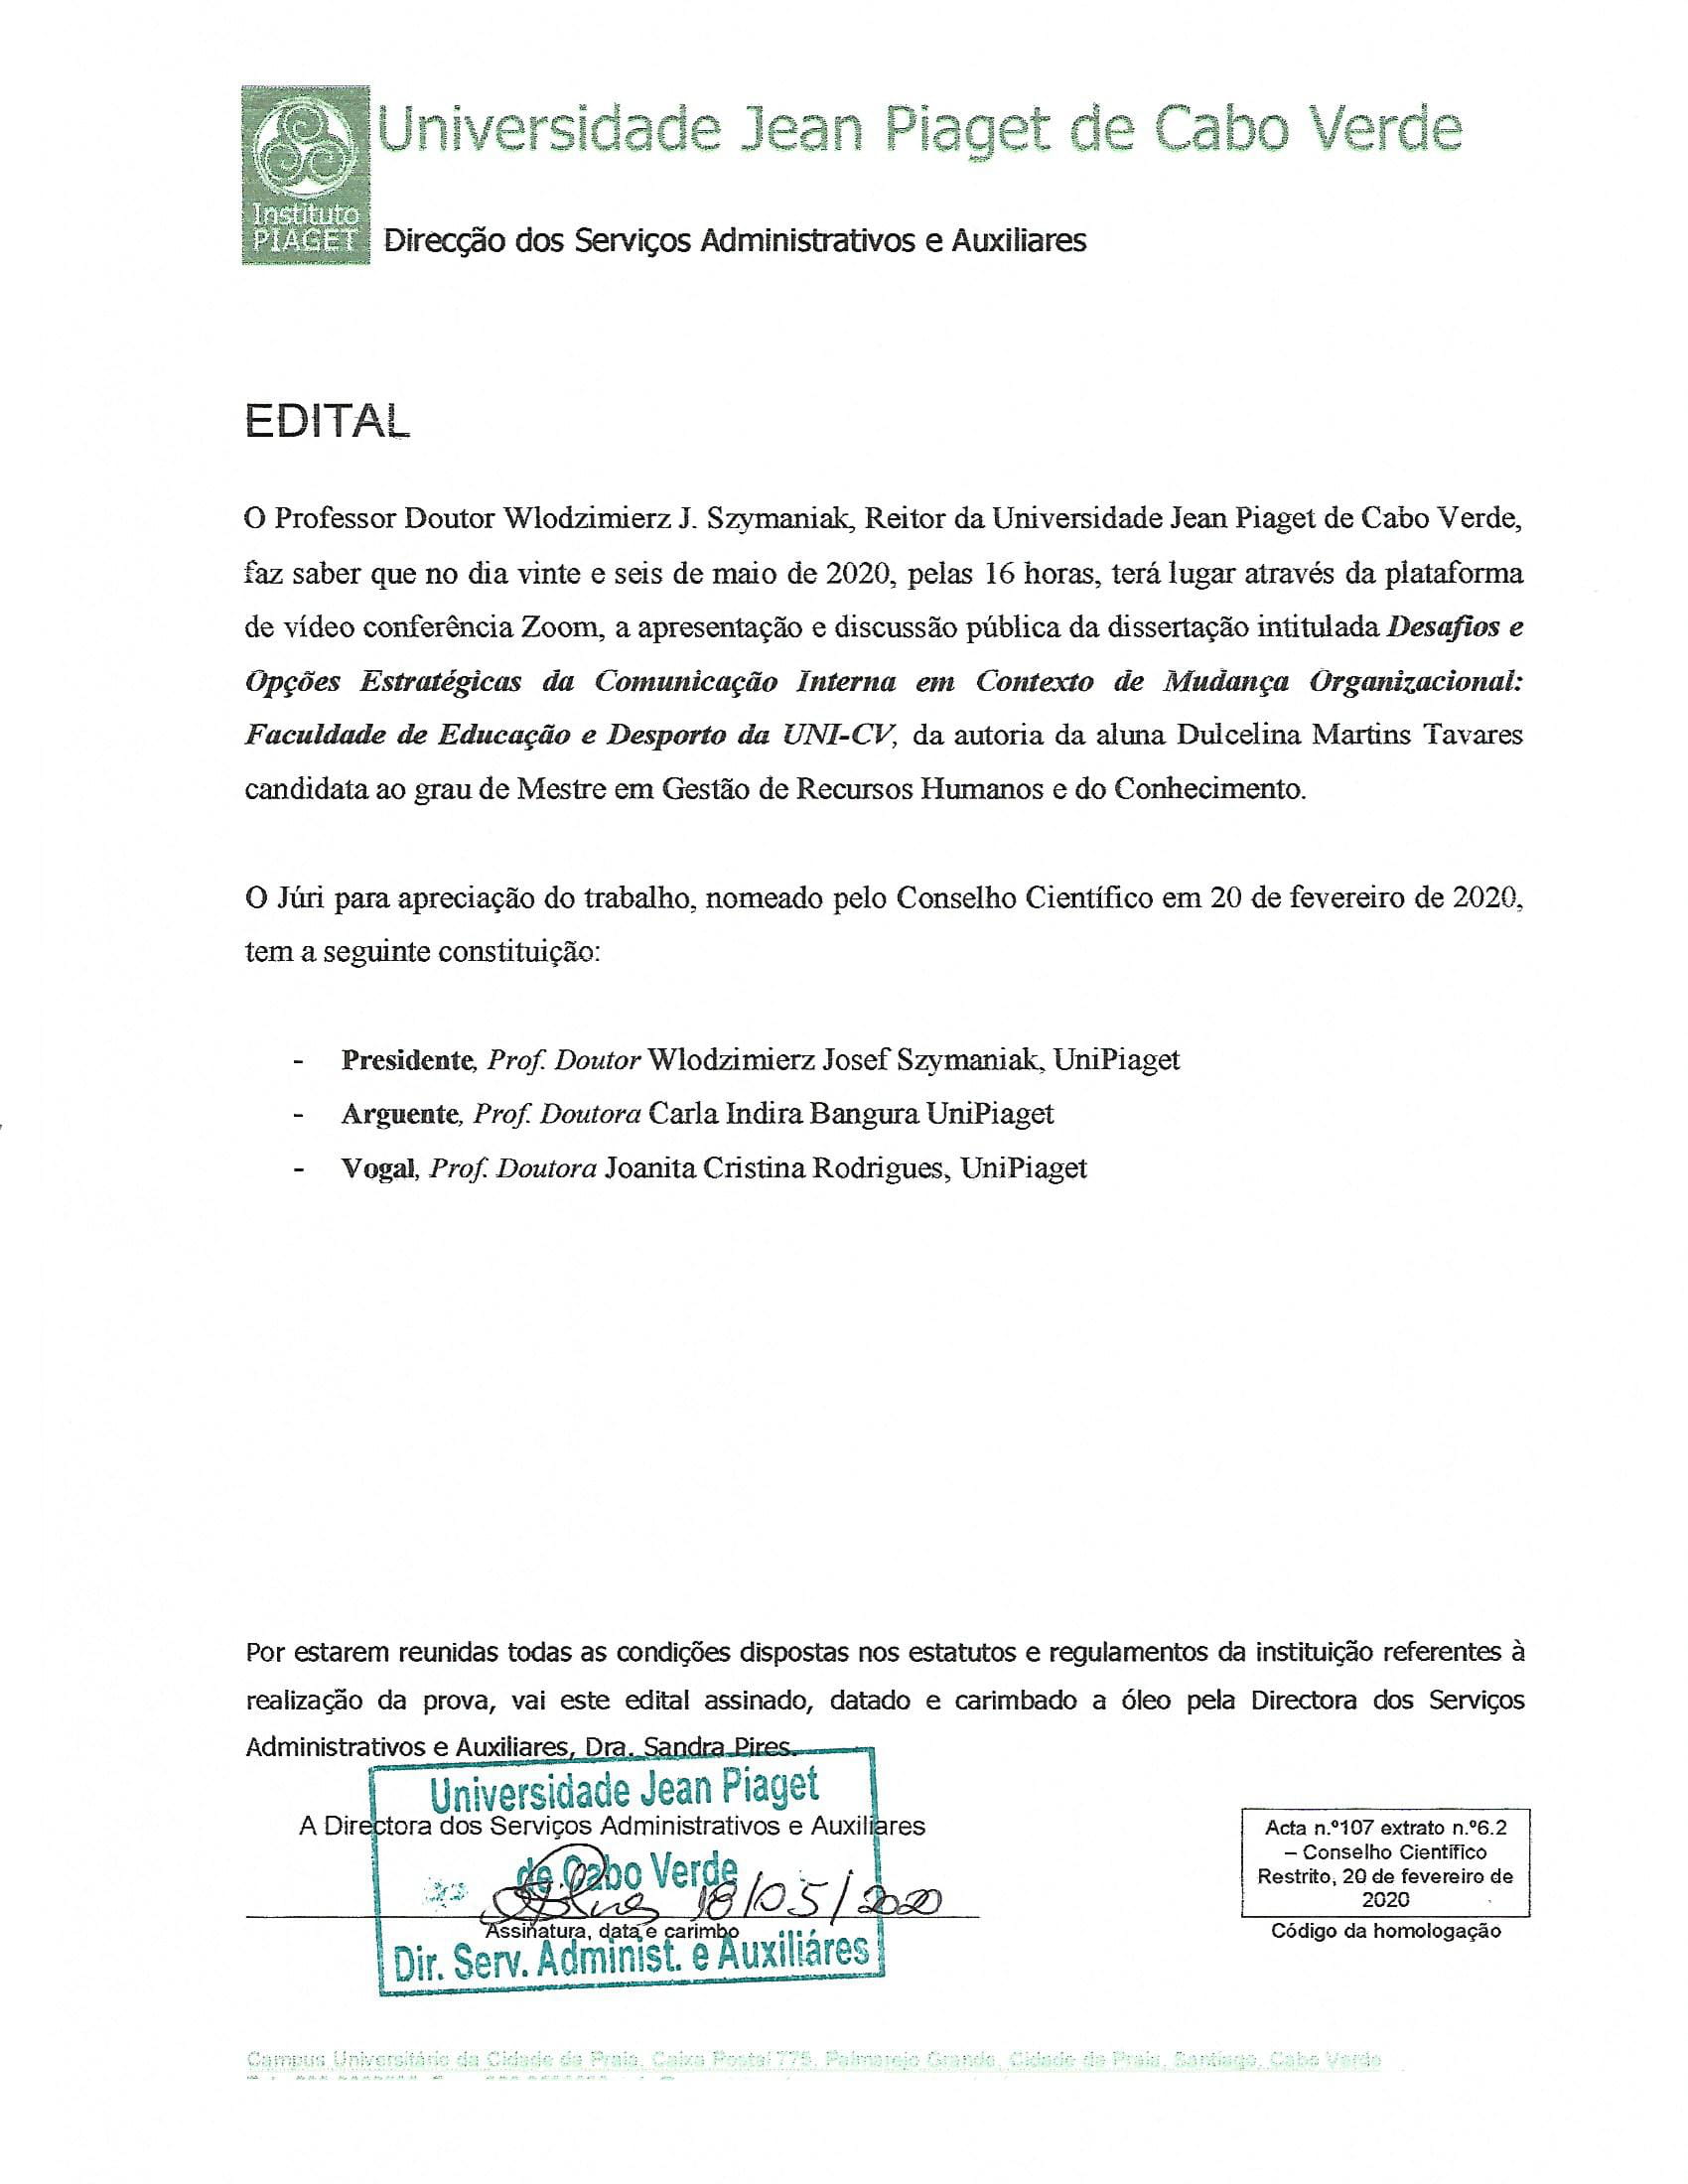 Universidade Jean Piaget de Cabo Verde
Instituto
PIAGET
Direcção dos Serviços Administrativos e Auxiliares
EDITAL
O Professor Doutor Wlodzimierz J. Szymaniak, Reitor da Universidade Jean Piaget de Cabo Verde,
faz saber que no dia vinte e seis de maio de 2020, pelas 16 horas, terá lugar através da plataforma
de vídeo conferência Zoom, a apresentação e discussão pública da dissertação intitulada Desafios e
Opções Estratégicas da Comunicação Interna em Contexto de Mudança Organizacional:
Faculdade de Educação e Desporto da UNI-CV, da autoria da aluna Dulcelina Martins Tavares
candidata ao grau de Mestre em Gestão de Recursos Humanos e do Conhecimento.
O Júri para apreciação do trabalho, nomeado pelo Conselho Científico em 20 de fevereiro de 2020,
tem a seguinte constituição:
- Presidente, Prof. Doutor Wlodzimierz Josef Szymaniak, UniPiaget
- Arguente, Prof. Doutora Carla Indira Bangura UniPiaget
- Vogal, Prof. Doutora Joanita Cristina Rodrigues, UniPiaget
Por estarem reunidas todas as condições dispostas nos estatutos e regulamentos da instituição referentes à
realização da prova, vai este edital assinado, datado e carimbado a óleo pela Directora dos Serviços
Administrativos e Auxiliares, Dra. Sandra Pires.
Universidade Jean Piaget
A Directora dos Serviços Administrativos e Auxiliares
de Cabo Verde
18/05/2020
Assinatura, data e carimbo
Dir. Serv. Administ. e Auxiliáres
Acta n.º107 extrato n.º6.2
– Conselho Científico
Restrito, 20 de fevereiro de
2020
Código da homologação
Campus Universitário da Cidade da Praia, Caixa Postal 775, Palmarejo Grande, Cidade da Praia, Santiago, Cabo Verde